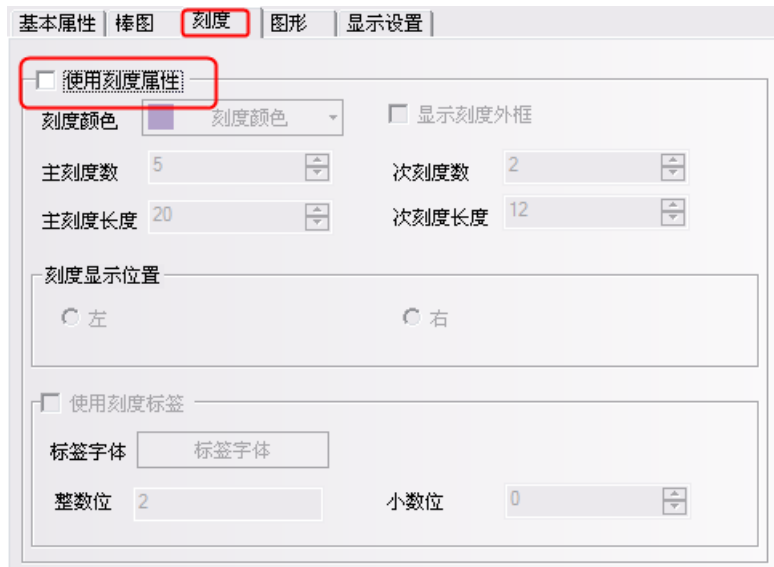 基本属性 棒图 刻度 图形 显示设置
使用刻度属性
刻度颜色 刻度颜色 显示刻度外框
主刻度数 5 次刻度数 2
主刻度长度 20 次刻度长度 12
刻度显示位置
左 右
使用刻度标签
标签字体 标签字体
整数位 2 小数位 0